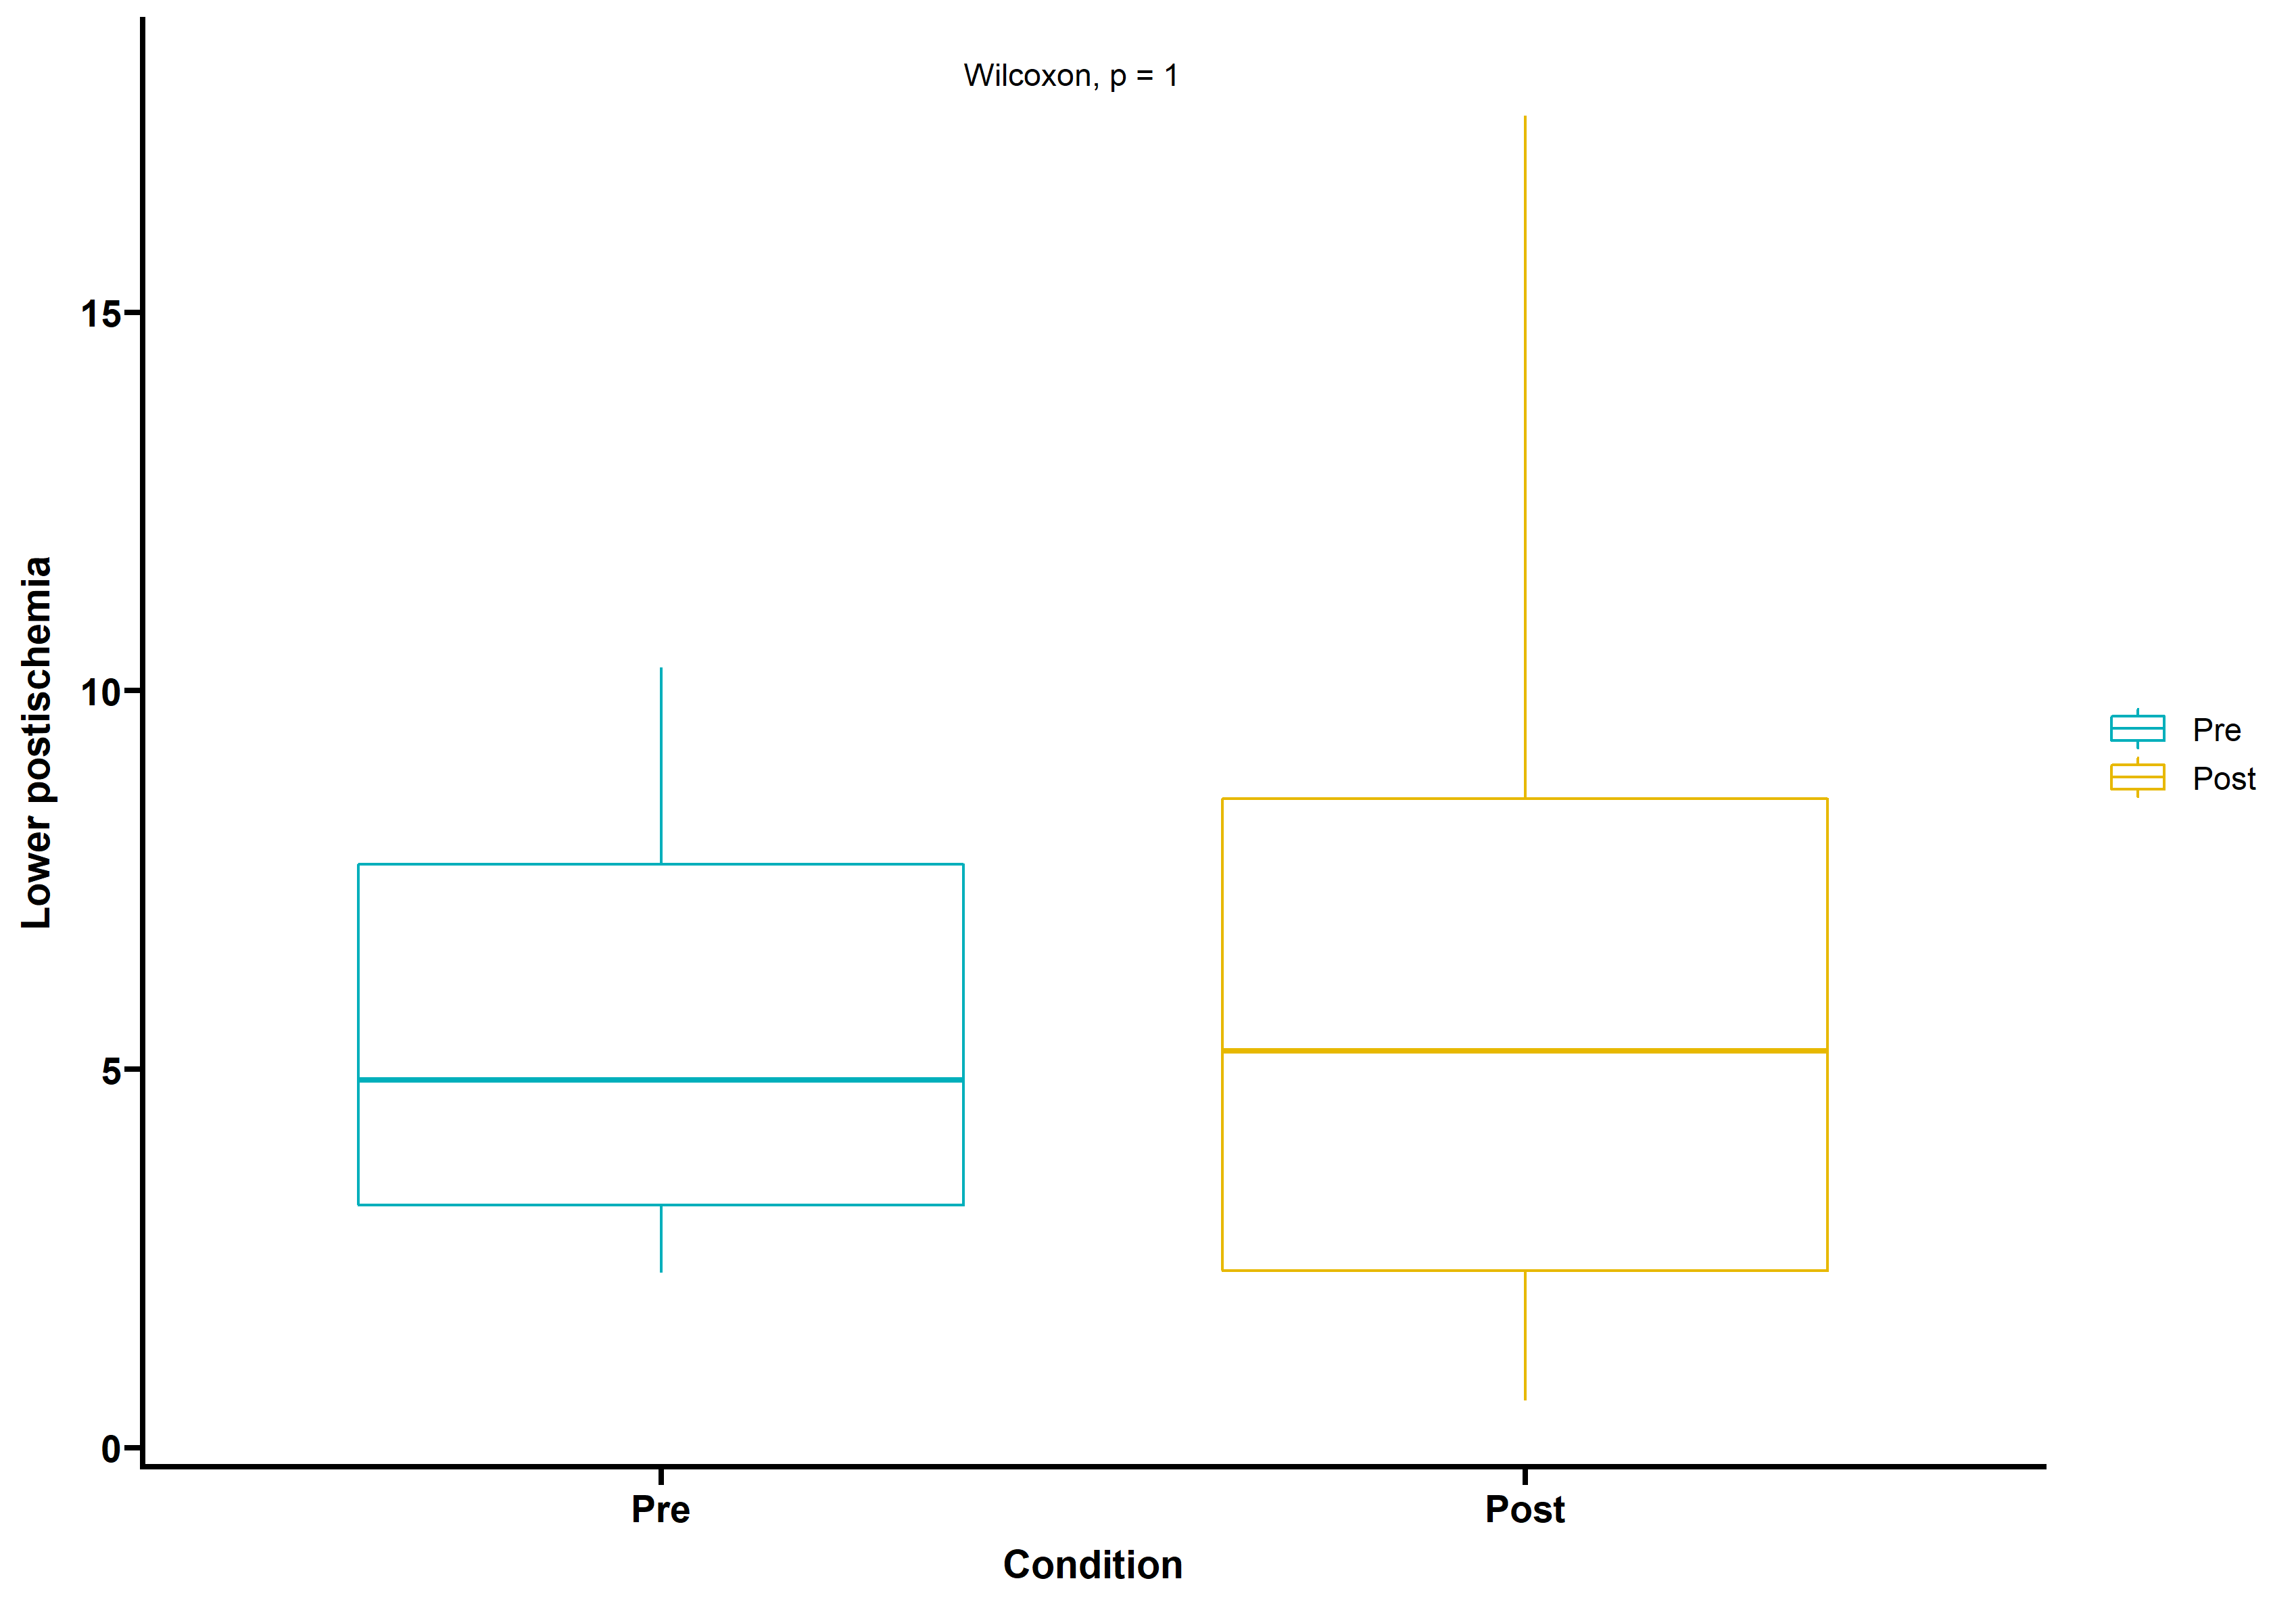 Wilcoxon, p = 1
15
10
5
0
Lower postischemia
Pre
Post
Condition
Pre
Post